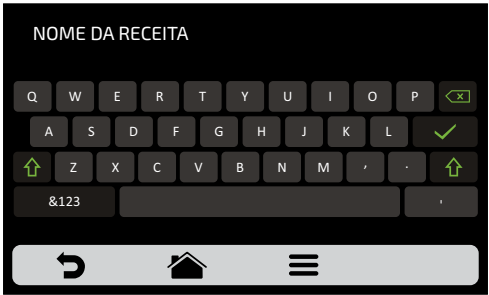 NOME DA RECEITA
Q W E R T Y U I O P
A S D F G H J K L
Z X C V B N M , .
&123 '